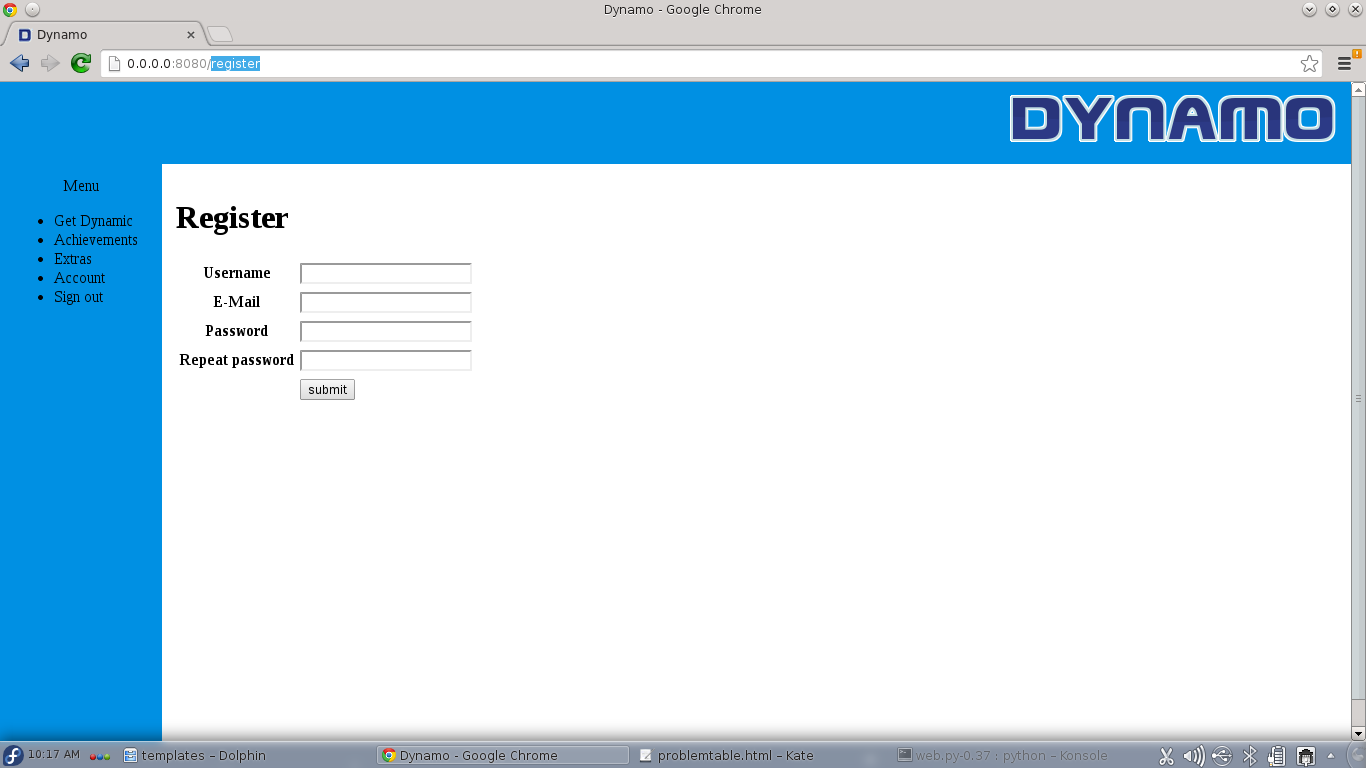 Dynamo - Google Chrome
Dynamo
0.0.0.0:8080/register
DYNAMO
Menu
Get Dynamic
Achievements
Extras
Account
Sign out
Register
Username
E-Mail
Password
Repeat password
submit
10:17 AM
templates – Dolphin
Dynamo - Google Chrome
problemtable.html – Kate
web.py-0.37 : python – Konsole